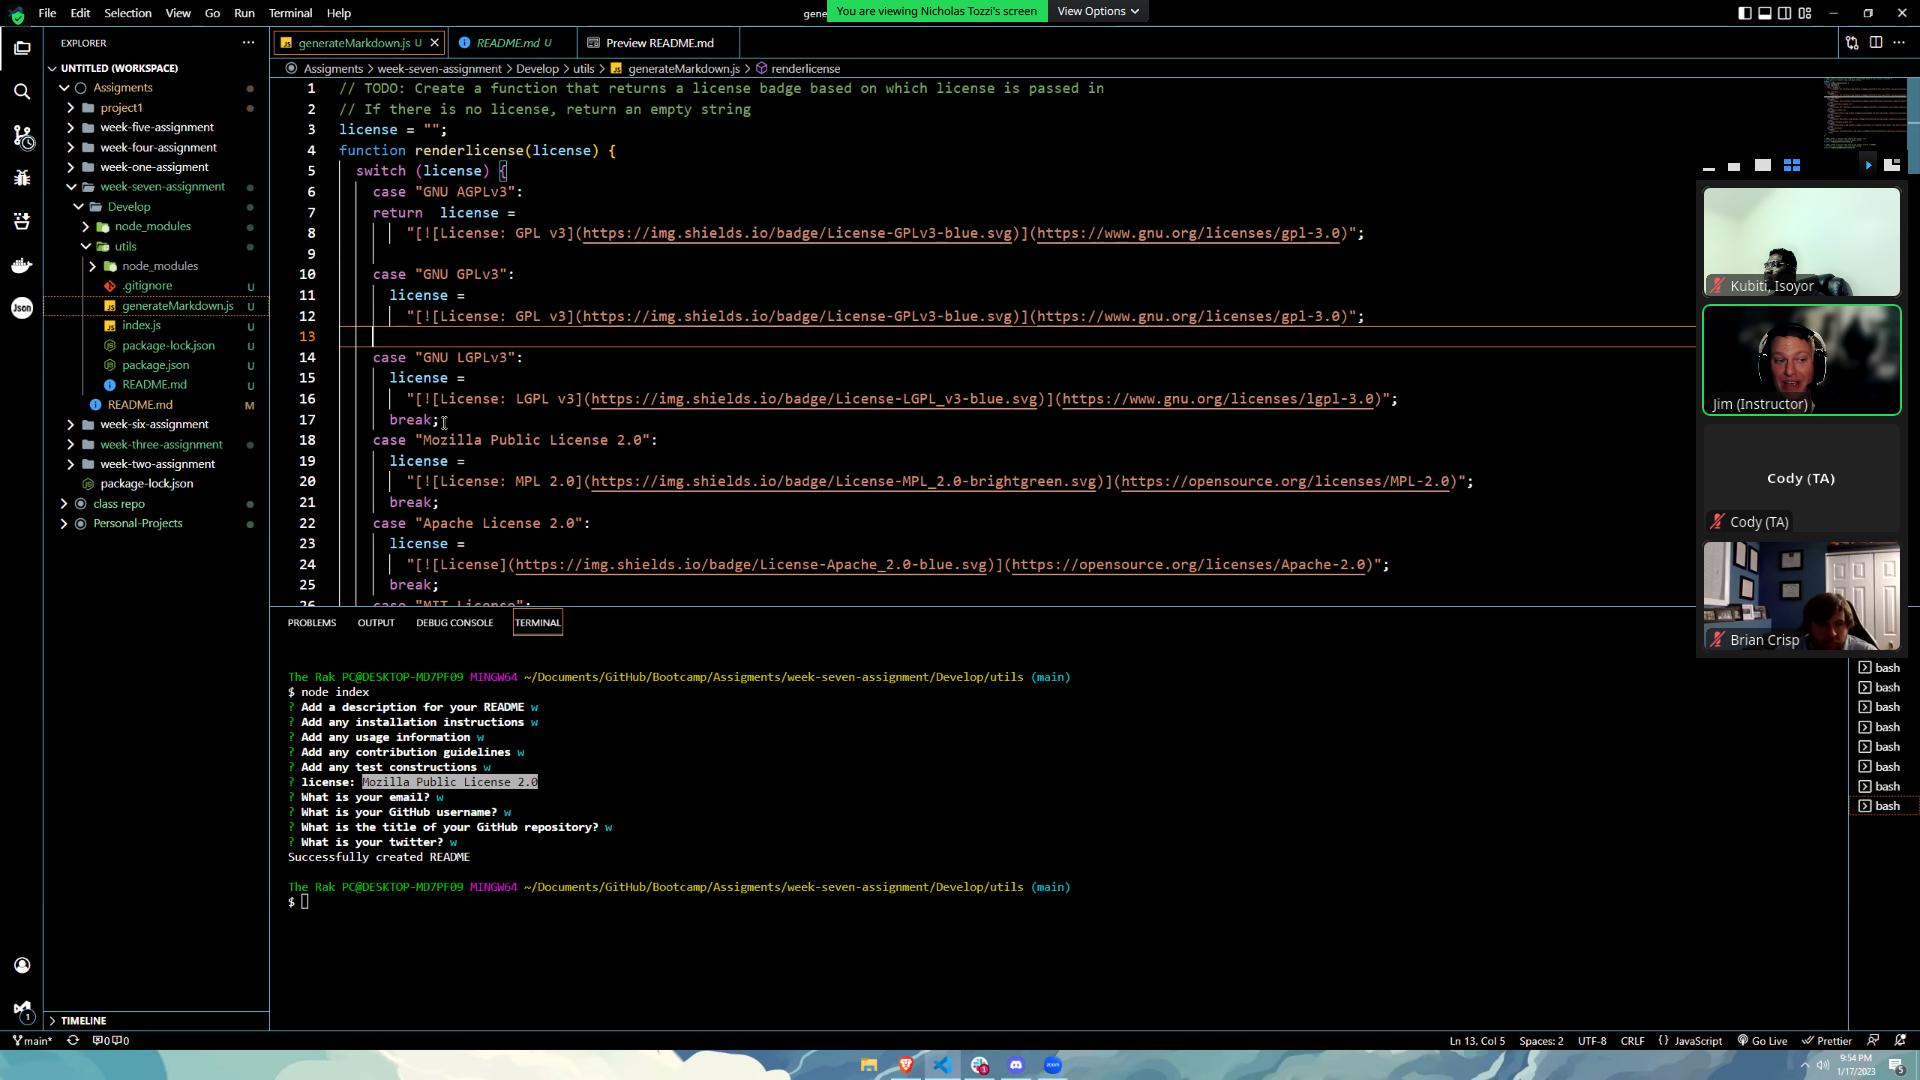 File Edit Selection View Go Run Terminal Help
You are viewing Nicholas Tozzi's screen View Options
EXPLORER
UNTITLED (WORKSPACE)
Assigments
project1
week-five-assignment
week-four-assignment
week-one-assigment
week-seven-assignment
Develop
node_modules
utils
node_modules
.gitignore
generateMarkdown.js U
index.js U
package-lock.json U
package.json U
README.md U
README.md M
week-six-assignment
week-three-assignment
week-two-assignment
package-lock.json
class repo
Personal-Projects
TIMELINE
Json
generateMarkdown.js U README.md U Preview README.md
Assigments > week-seven-assignment > Develop > utils > generateMarkdown.js > renderlicense
1 // TODO: Create a function that returns a license badge based on which license is passed in
2 // If there is no license, return an empty string
3 license = "";
4 function renderlicense(license) {
5 switch (license) {
6 case "GNU AGPLv3":
7 return license =
8 "[![License: GPL v3](https://img.shields.io/badge/License-GPLv3-blue.svg)](https://www.gnu.org/licenses/gpl-3.0)";
9
10 case "GNU GPLv3":
11 license =
12 "[![License: GPL v3](https://img.shields.io/badge/License-GPLv3-blue.svg)](https://www.gnu.org/licenses/gpl-3.0)";
13
14 case "GNU LGPLv3":
15 license =
16 "[![License: LGPL v3](https://img.shields.io/badge/License-LGPL_v3-blue.svg)](https://www.gnu.org/licenses/lgpl-3.0)";
17 break;
18 case "Mozilla Public License 2.0":
19 license =
20 "[![License: MPL 2.0](https://img.shields.io/badge/License-MPL_2.0-brightgreen.svg)](https://opensource.org/licenses/MPL-2.0)";
21 break;
22 case "Apache License 2.0":
23 license =
24 "[![License](https://img.shields.io/badge/License-Apache_2.0-blue.svg)](https://opensource.org/licenses/Apache-2.0)";
25 break;
26 case "MIT License":
PROBLEMS OUTPUT DEBUG CONSOLE TERMINAL
The Rak PC@DESKTOP-MD7PF09 MINGW64 ~/Documents/GitHub/Bootcamp/Assigments/week-seven-assignment/Develop/utils (main)
$ node index
? Add a description for your README w
? Add any installation instructions w
? Add any usage information w
? Add any contribution guidelines w
? Add any test constructions w
? license: Mozilla Public License 2.0
? What is your email? w
? What is your GitHub username? w
? What is the title of your GitHub repository? w
? What is your twitter? w
Successfully created README
The Rak PC@DESKTOP-MD7PF09 MINGW64 ~/Documents/GitHub/Bootcamp/Assigments/week-seven-assignment/Develop/utils (main)
$
Kubiti, Isoyor
Jim (Instructor)
Cody (TA)
Cody (TA)
Brian Crisp
bash
bash
bash
bash
bash
bash
bash
bash
main* 0 0 Ln 13, Col 5 Spaces: 2 UTF-8 CRLF {} JavaScript Go Live Prettier
9:54 PM
1/17/2023